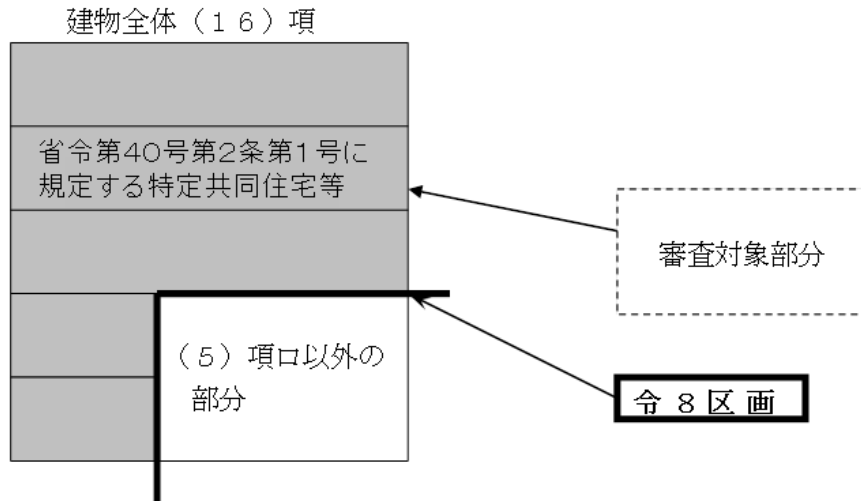 建物全体（１６）項
省令第４０号第２条第１号に
規定する特定共同住宅等
審査対象部分
（５）項ロ以外の
部分
令８区画